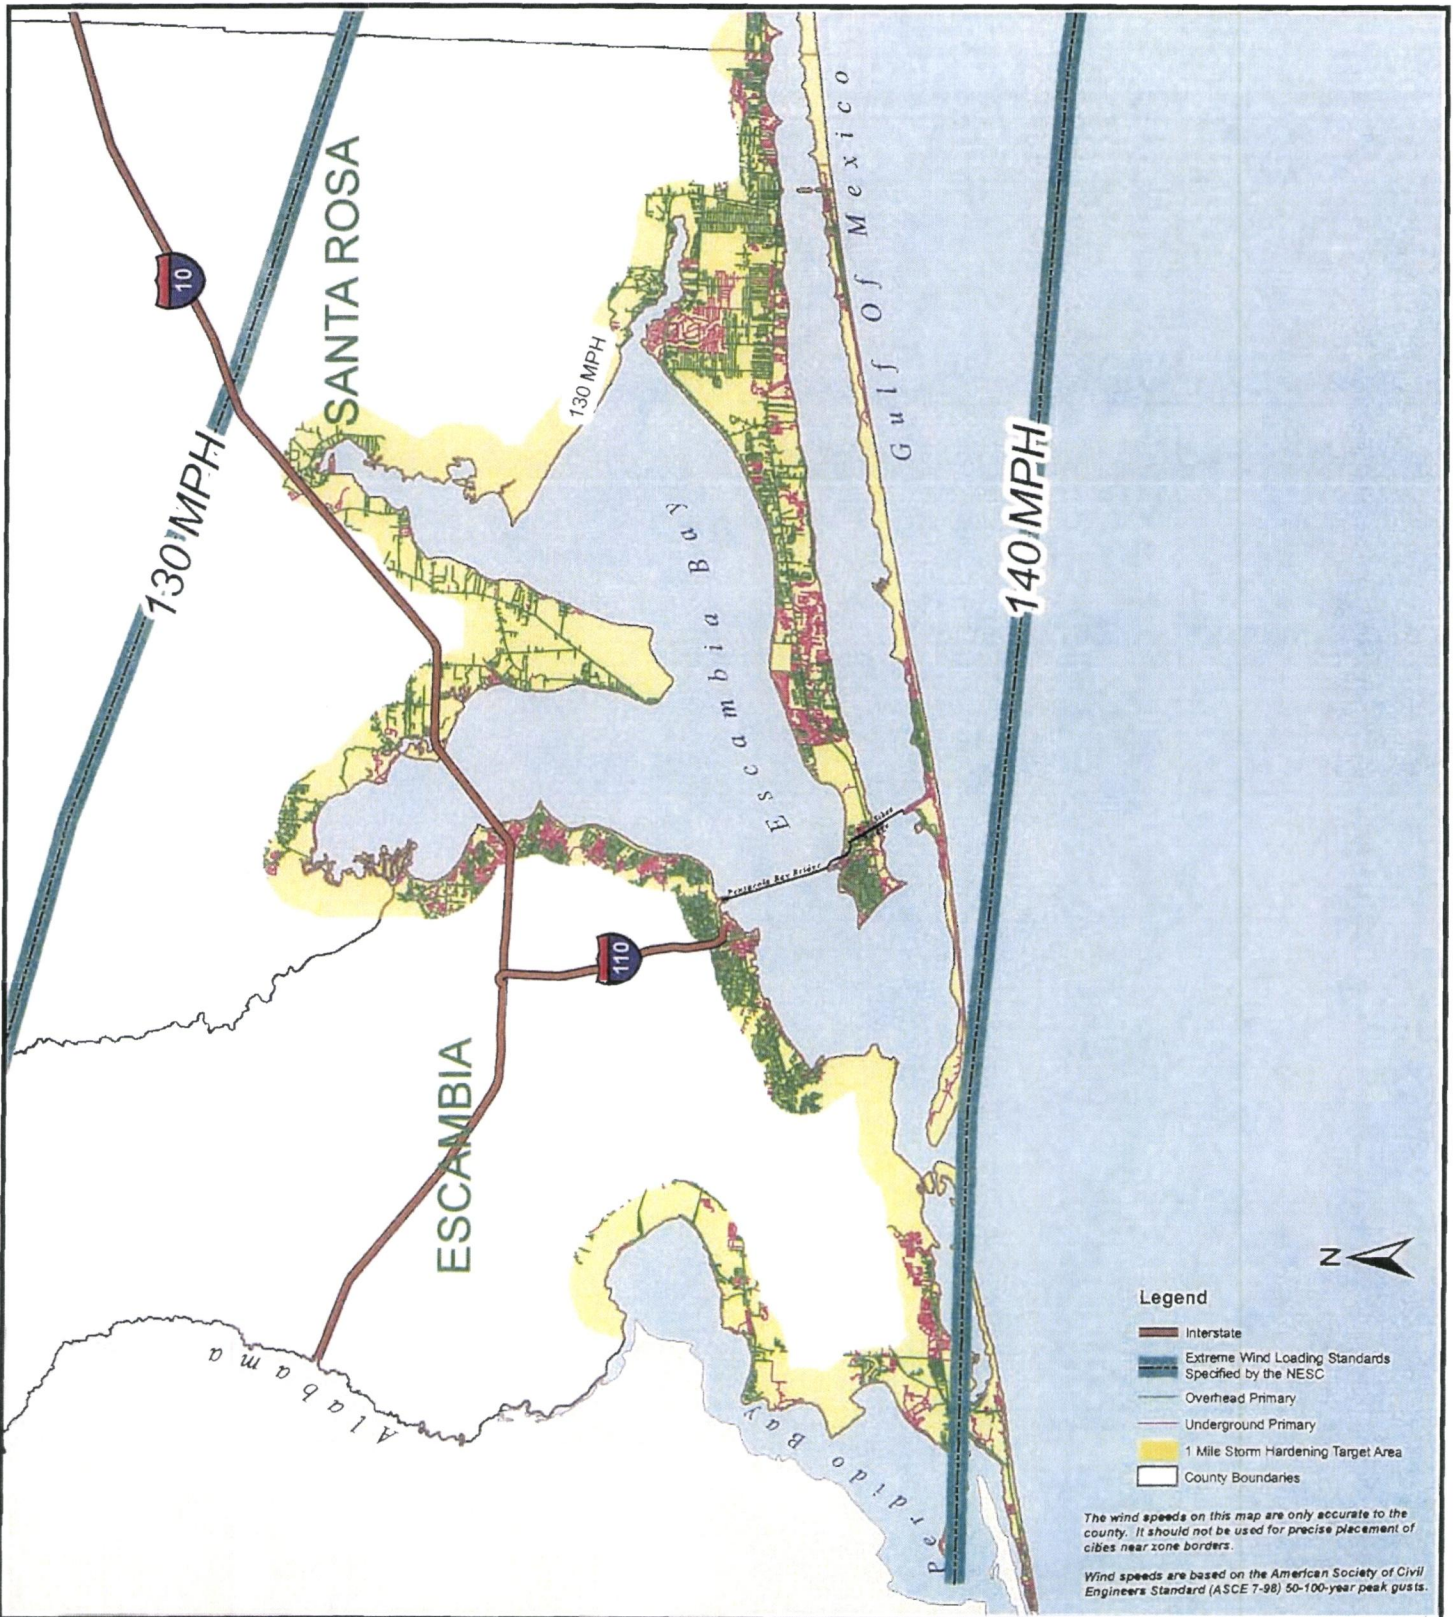 10
SANTA ROSA
130 MPH
130 MPH
Gulf Of Mexico
140 MPH
Escambia Bay
Pensacola Bay Bridge
110
ESCAMBIA
Alabama
Perdido Bay
N
Legend
Interstate
Extreme Wind Loading Standards
Specified by the NESC
Overhead Primary
Underground Primary
1 Mile Storm Hardening Target Area
County Boundaries
The wind speeds on this map are only accurate to the
county. It should not be used for precise placement of
cities near zone borders.
Wind speeds are based on the American Society of Civil
Engineers Standard (ASCE 7-98) 50-100-year peak gusts.